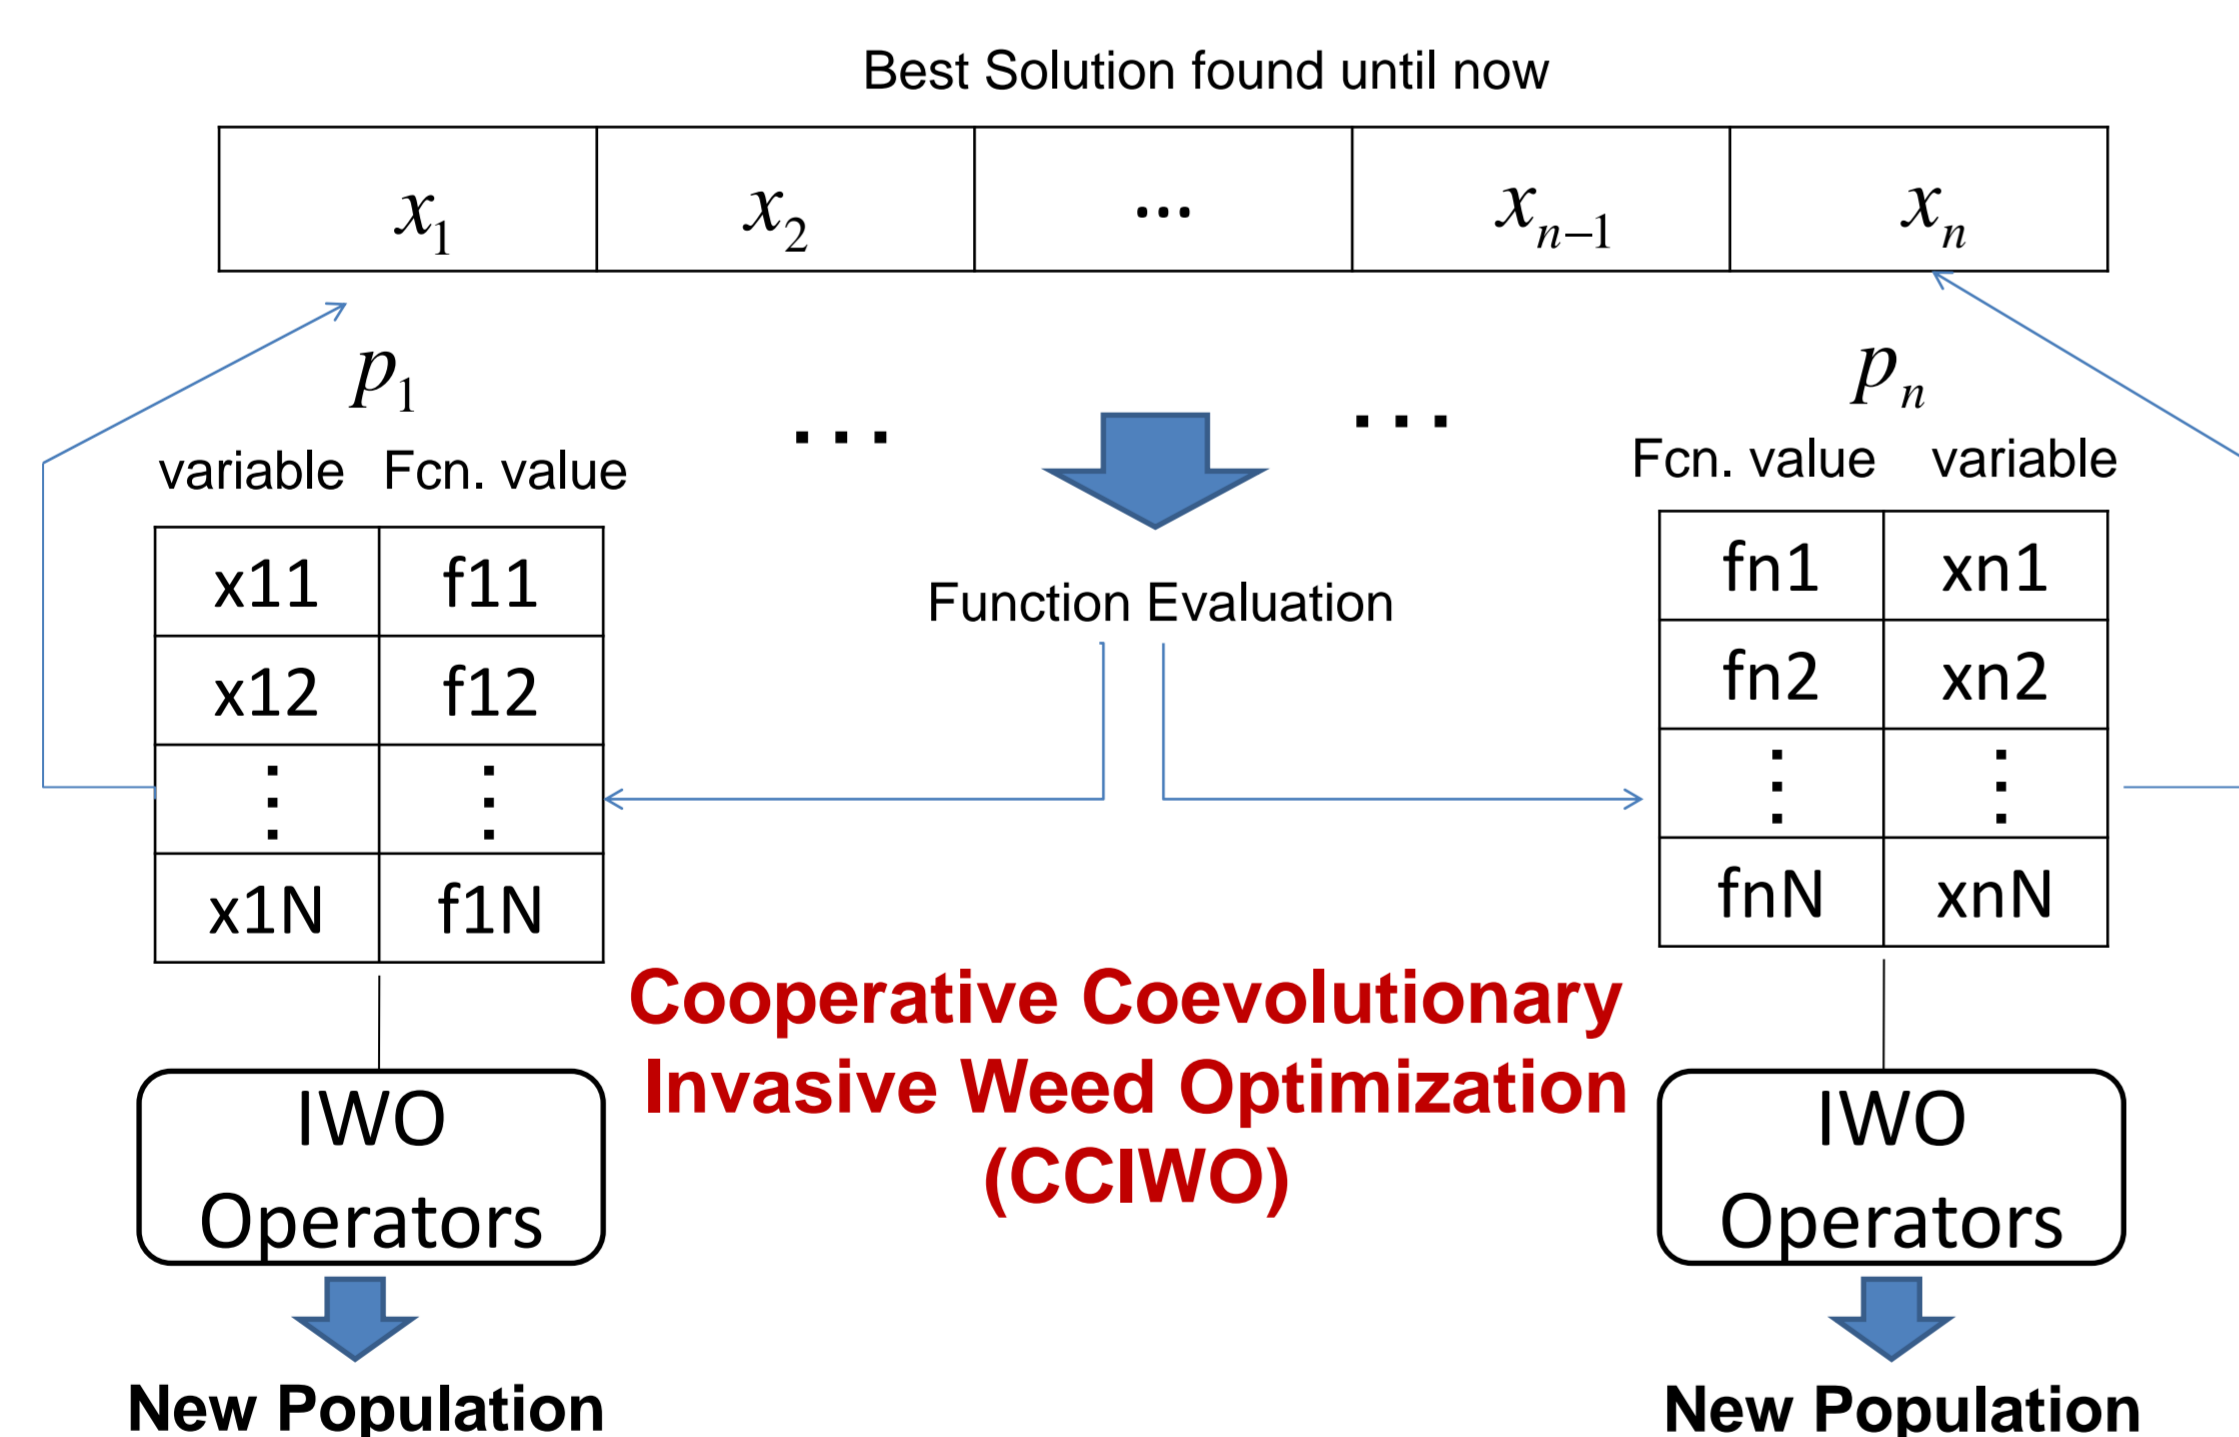 Best Solution found until now
x₁ x₂ ... xₙ₋₁ xₙ
p₁ ... ... pₙ
variable Fcn. value Fcn. value variable
x11 f11 fn1 xn1
Function Evaluation
x12 f12 fn2 xn2
⋮ ⋮ ⋮ ⋮
x1N f1N fnN xnN
Cooperative Coevolutionary
Invasive Weed Optimization
(CCIWO)
IWO
Operators
IWO
Operators
New Population New Population